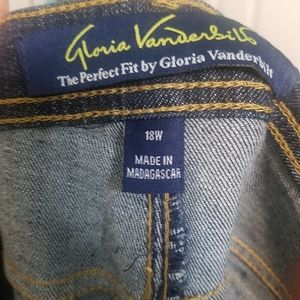 Gloria Vanderbilt
The Perfect Fit by Gloria Vanderbilt
18W
MADE IN
MADAGASCAR